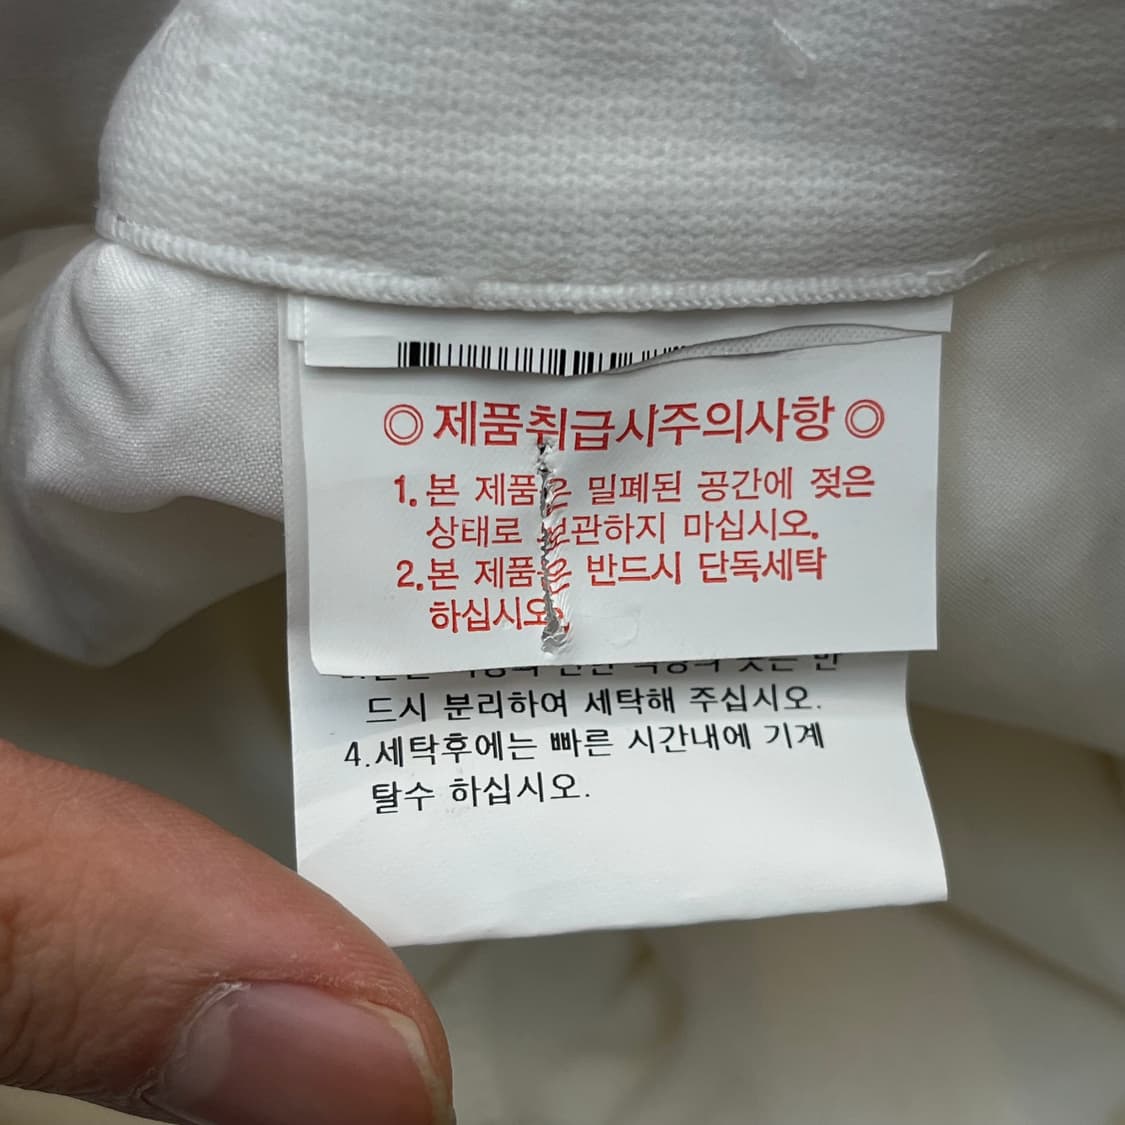 ◎제품취급시주의사항◎
1. 본 제품은 밀폐된 공간에 젖은
상태로 보관하지 마십시오.
2. 본 제품은 반드시 단독세탁
하십시오.
드시 분리하여 세탁해 주십시오.
4. 세탁후에는 빠른 시간내에 기계
탈수 하십시오.